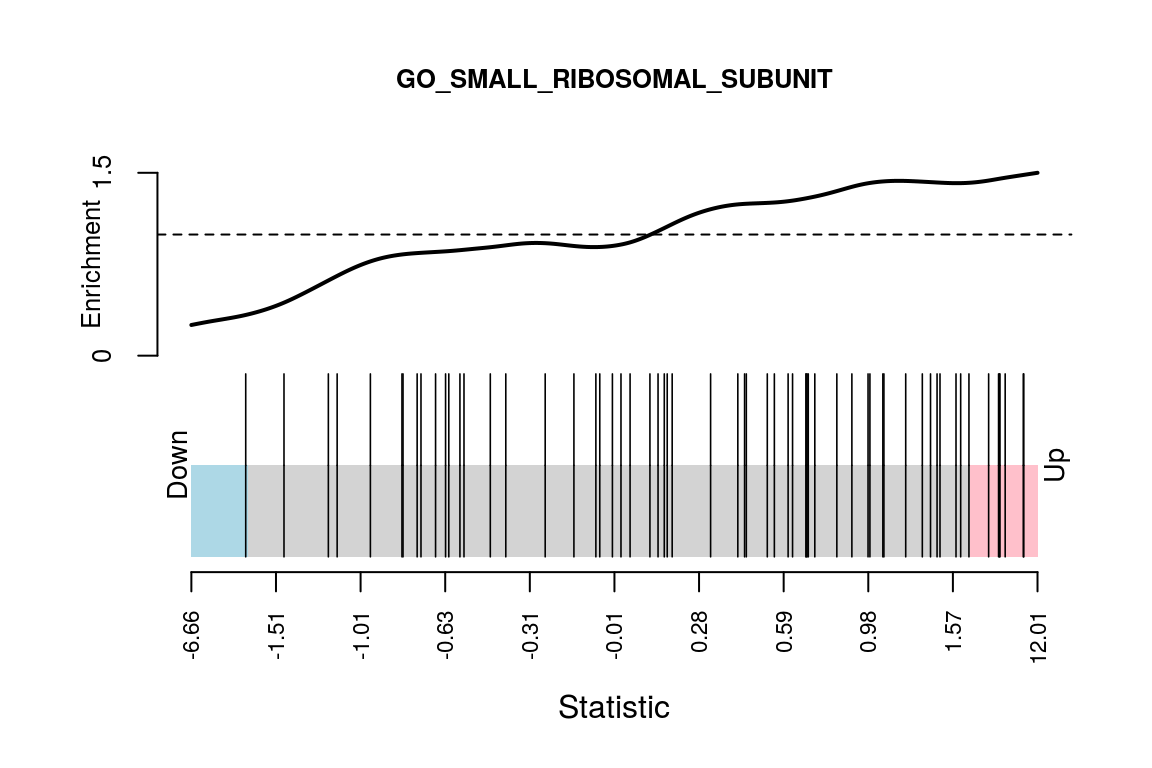 GO_SMALL_RIBOSOMAL_SUBUNIT
Enrichment
1.5
0
Down
Up
-6.66
-1.51
-1.01
-0.63
-0.31
-0.01
0.28
0.59
0.98
1.57
12.01
Statistic